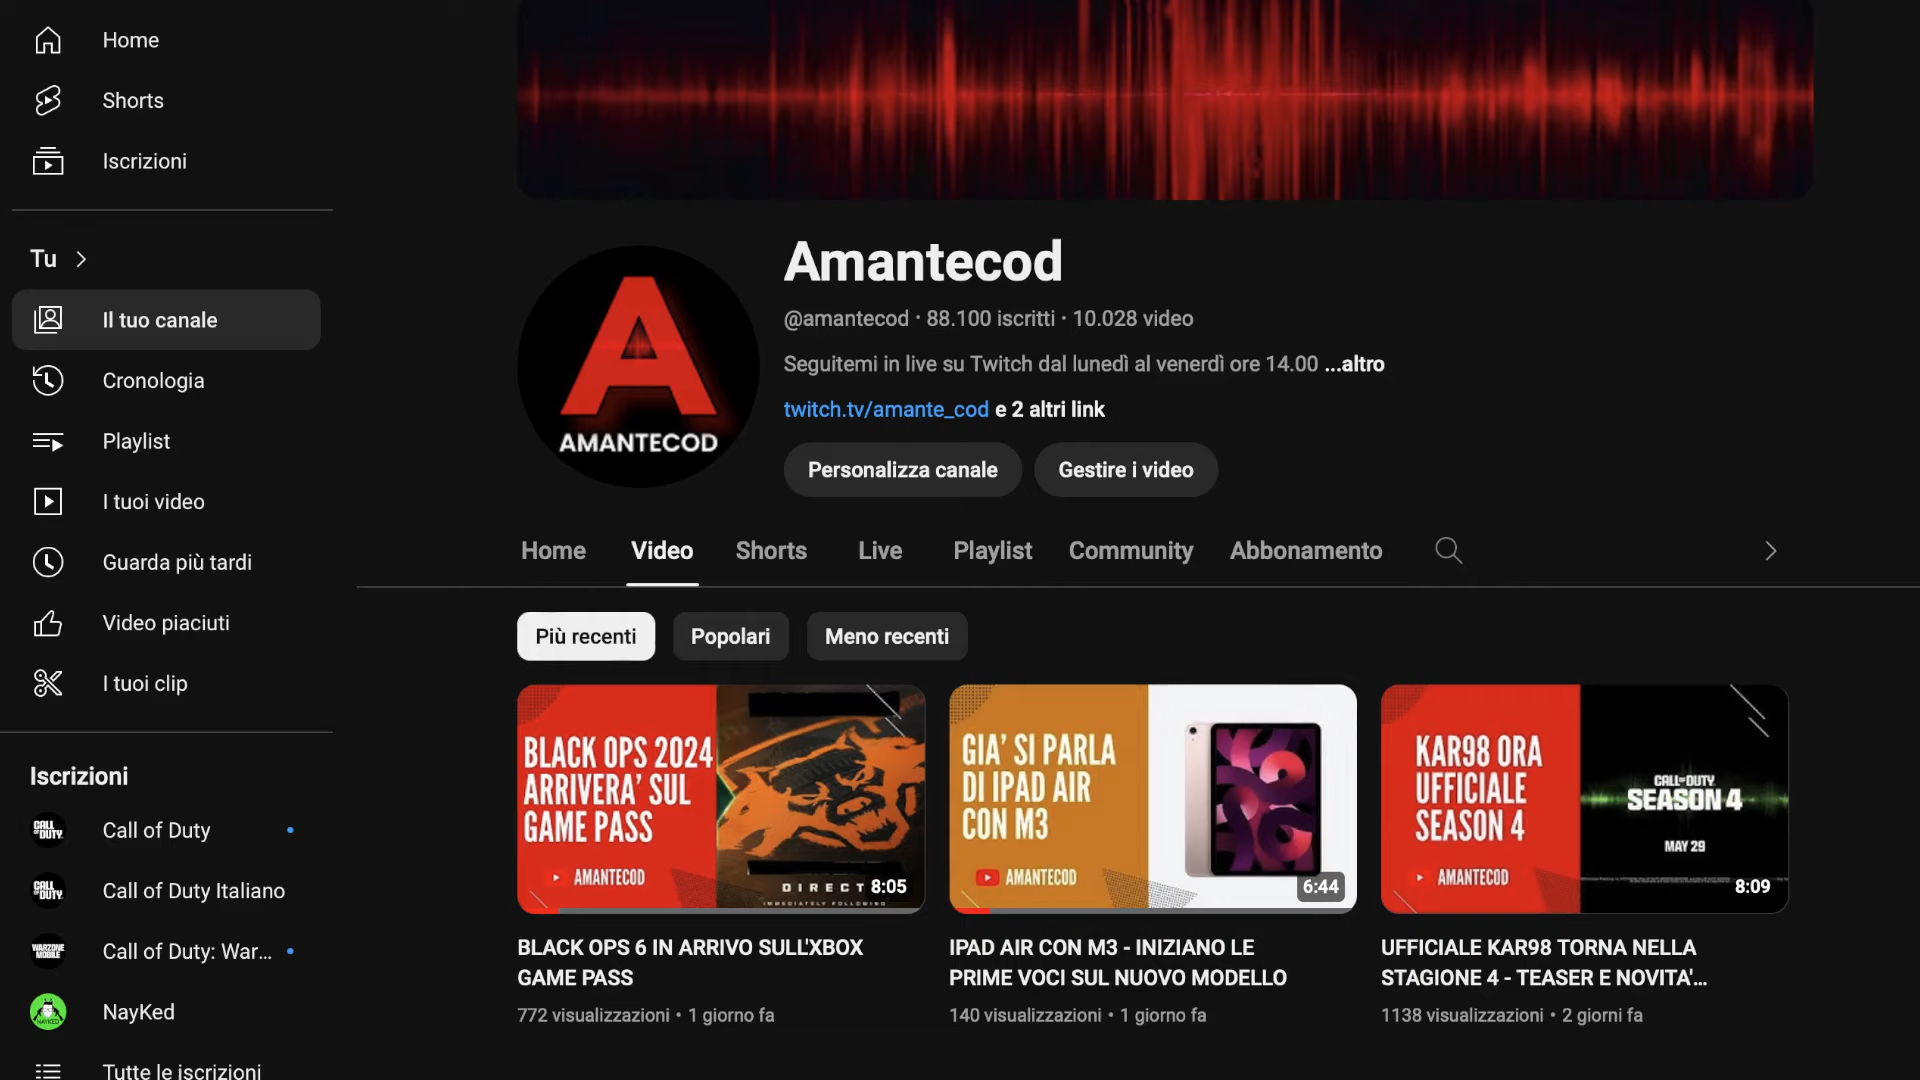 Home
Shorts
Iscrizioni
Tu
Il tuo canale
Cronologia
Playlist
I tuoi video
Guarda più tardi
Video piaciuti
I tuoi clip
Iscrizioni
Call of Duty
Call of Duty Italiano
Call of Duty: War...
NayKed
Tutte le iscrizioni
AMANTECOD
Amantecod
@amantecod · 88.100 iscritti · 10.028 video
Seguitemi in live su Twitch dal lunedì al venerdì ore 14.00 ...altro
twitch.tv/amante_cod e 2 altri link
Personalizza canale
Gestire i video
Home
Video
Shorts
Live
Playlist
Community
Abbonamento
Più recenti
Popolari
Meno recenti
BLACK OPS 2024
ARRIVERA' SUL
GAME PASS
AMANTECOD
DIRECT
IMMEDIATELY FOLLOWING
8:05
BLACK OPS 6 IN ARRIVO SULL'XBOX
GAME PASS
772 visualizzazioni • 1 giorno fa
GIA' SI PARLA
DI IPAD AIR
CON M3
AMANTECOD
6:44
IPAD AIR CON M3 - INIZIANO LE
PRIME VOCI SUL NUOVO MODELLO
140 visualizzazioni • 1 giorno fa
KAR98 ORA
UFFICIALE
SEASON 4
AMANTECOD
CALL OF DUTY
SEASON 4
MAY 29
8:09
UFFICIALE KAR98 TORNA NELLA
STAGIONE 4 - TEASER E NOVITA'...
1138 visualizzazioni • 2 giorni fa